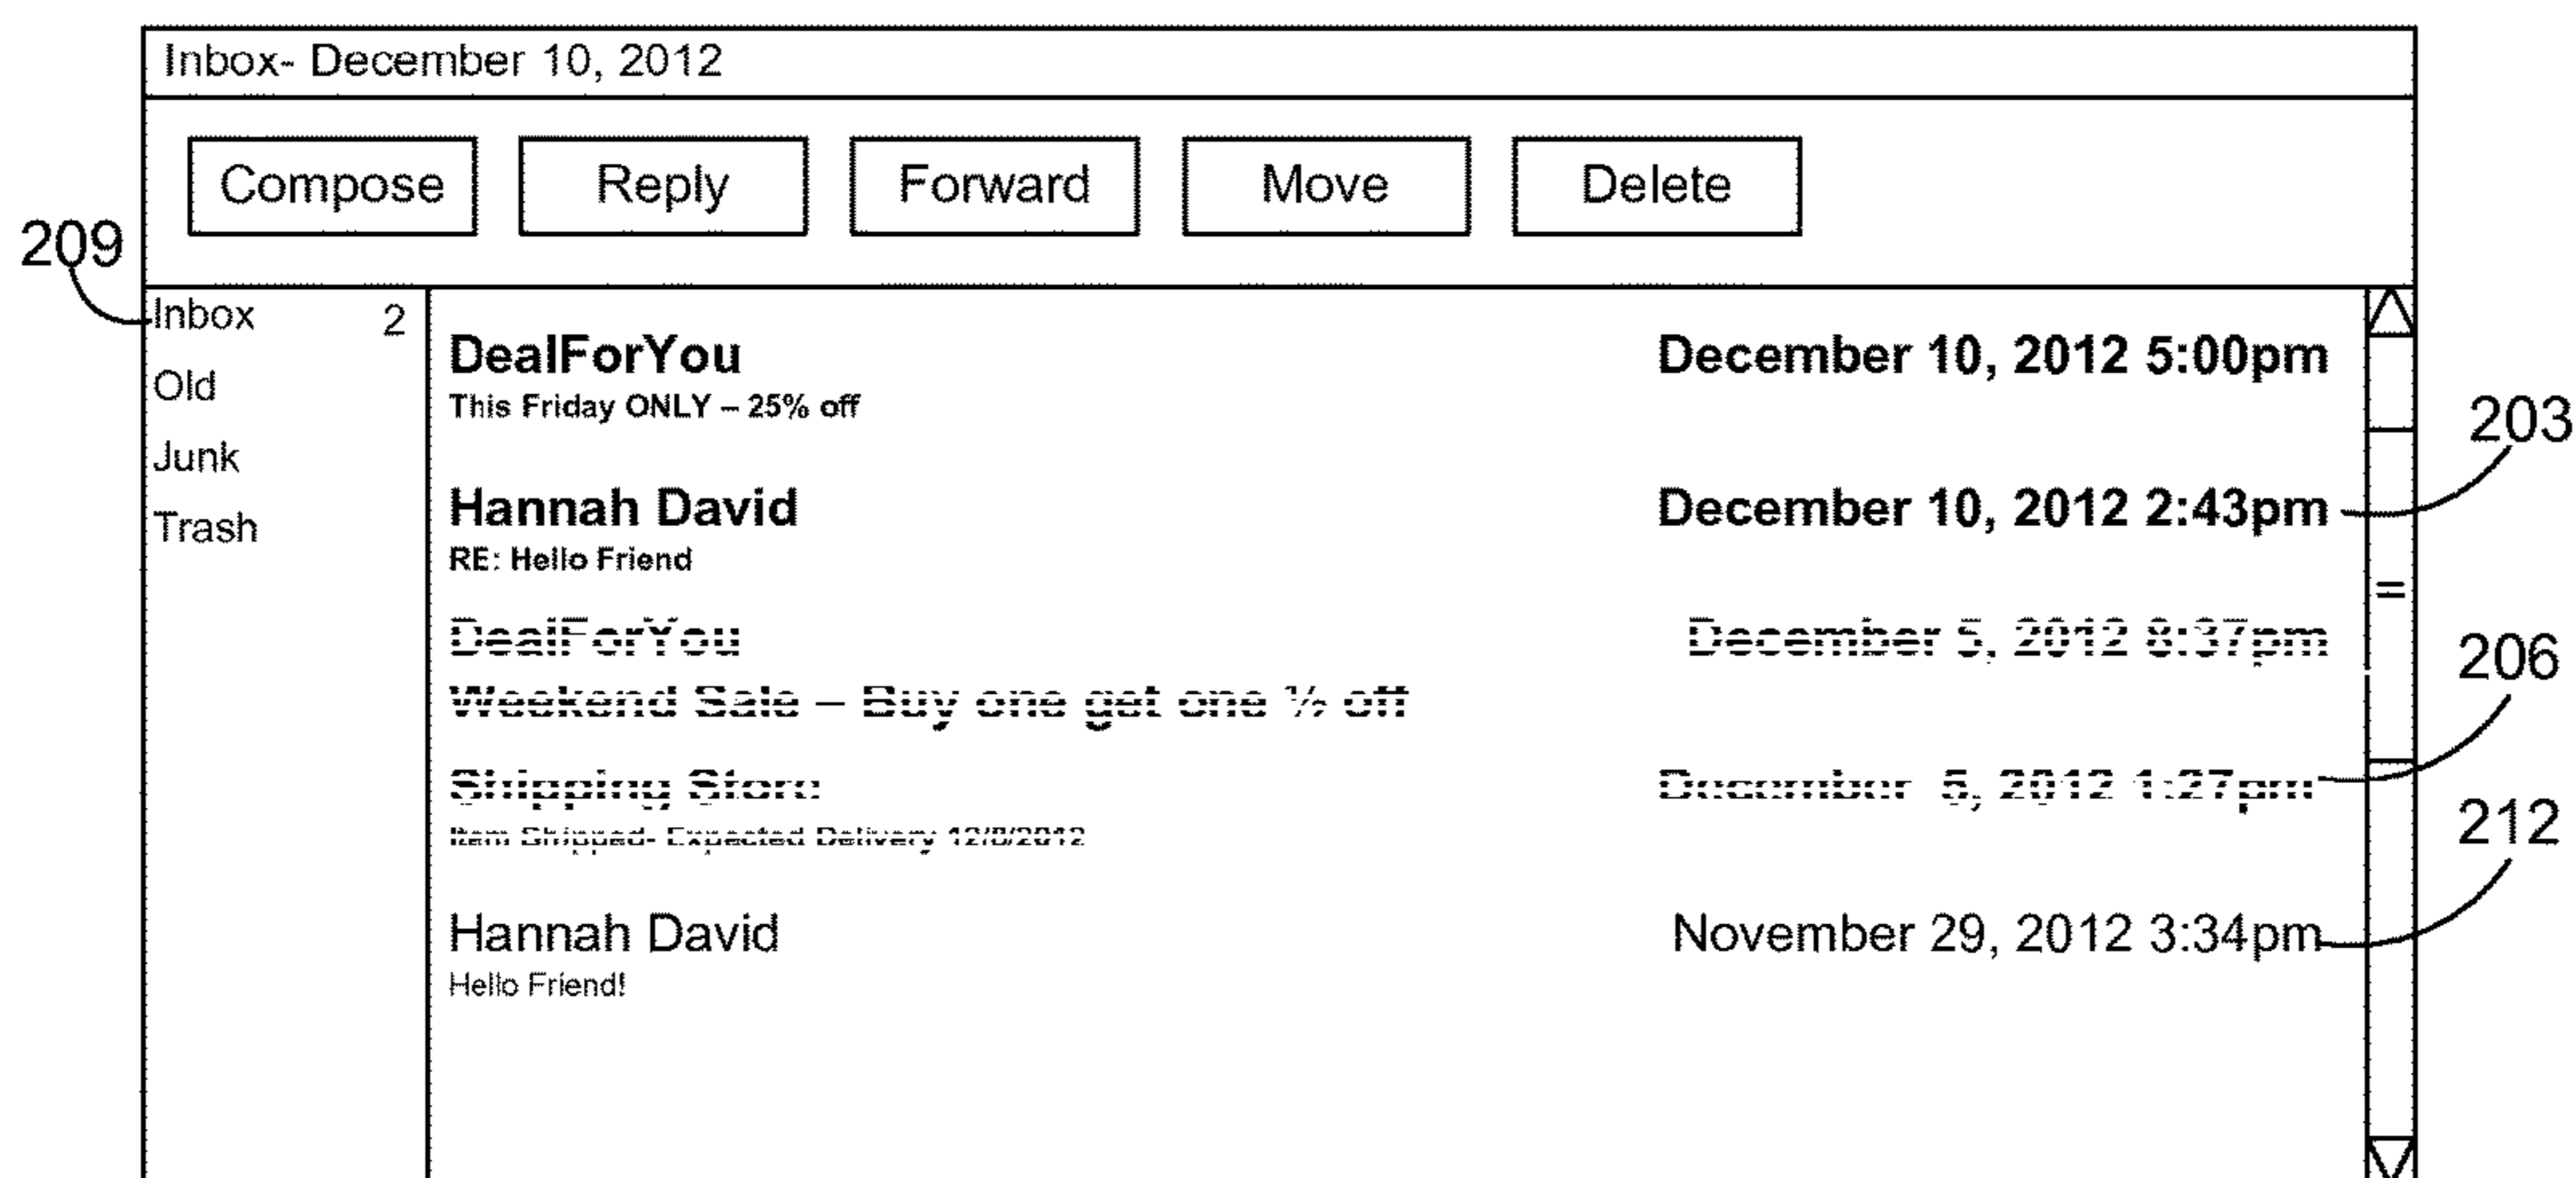 Inbox- December 10, 2012
Compose Reply Forward Move Delete
209
Inbox 2
Old
Junk
Trash
DealForYou December 10, 2012 5:00pm
This Friday ONLY – 25% off
203
Hannah David December 10, 2012 2:43pm
RE: Hello Friend
DealForYou December 5, 2012 8:37pm
Weekend Sale – Buy one get one ½ off
206
Shipping Store December 5, 2012 1:27pm
Item Shipped- Expected Delivery 12/8/2012
212
Hannah David November 29, 2012 3:34pm
Hello Friend!